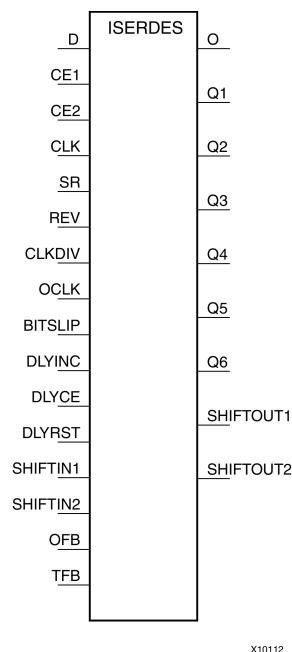 ISERDES
D
O
CE1
Q1
CE2
CLK
Q2
SR
Q3
REV
CLKDIV
Q4
OCLK
Q5
BITSLIP
DLYINC
Q6
DLYCE
SHIFTOUT1
DLYRST
SHIFTIN1
SHIFTOUT2
SHIFTIN2
OFB
TFB
X10112